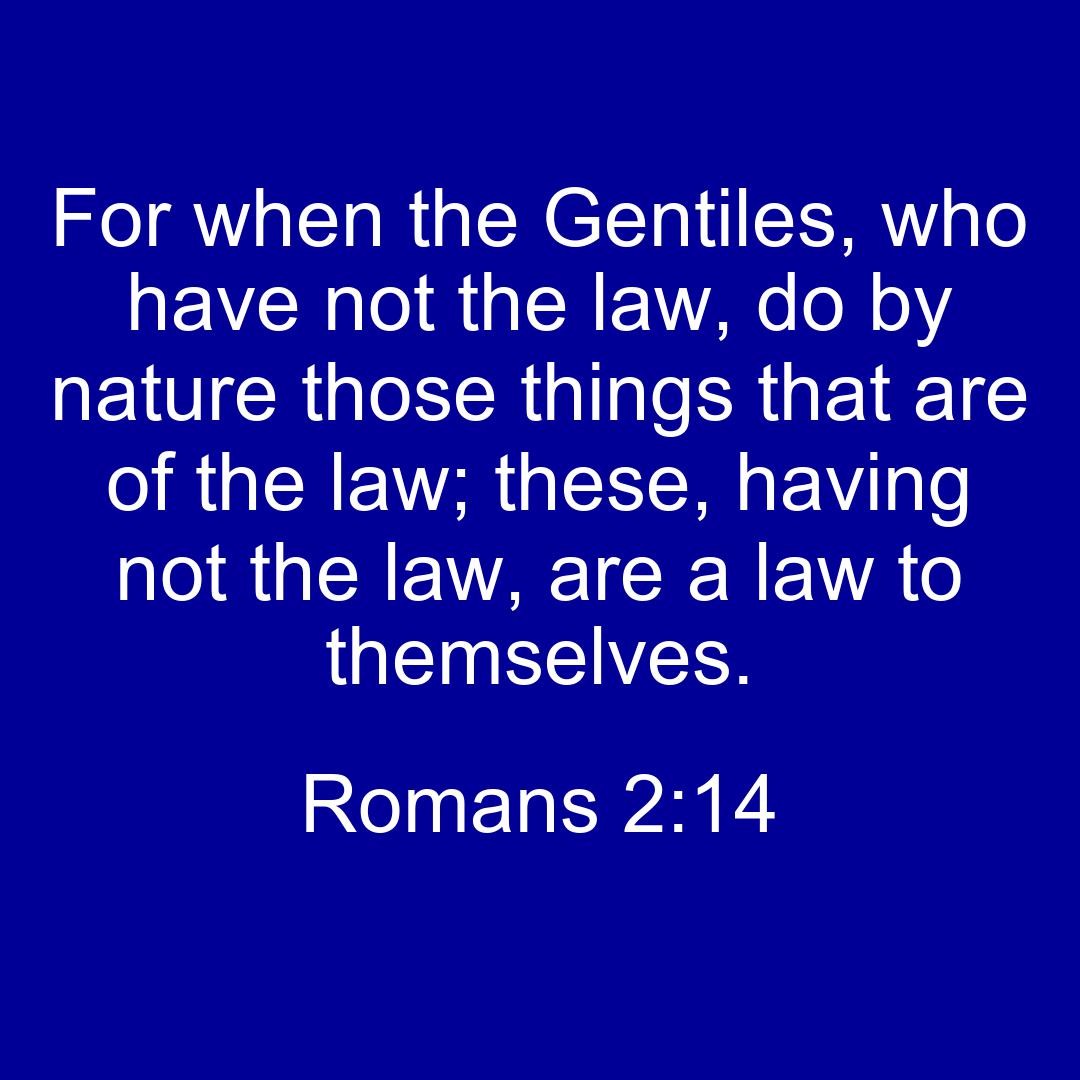 For when the Gentiles, who
have not the law, do by
nature those things that are
of the law; these, having
not the law, are a law to
themselves.
Romans 2:14